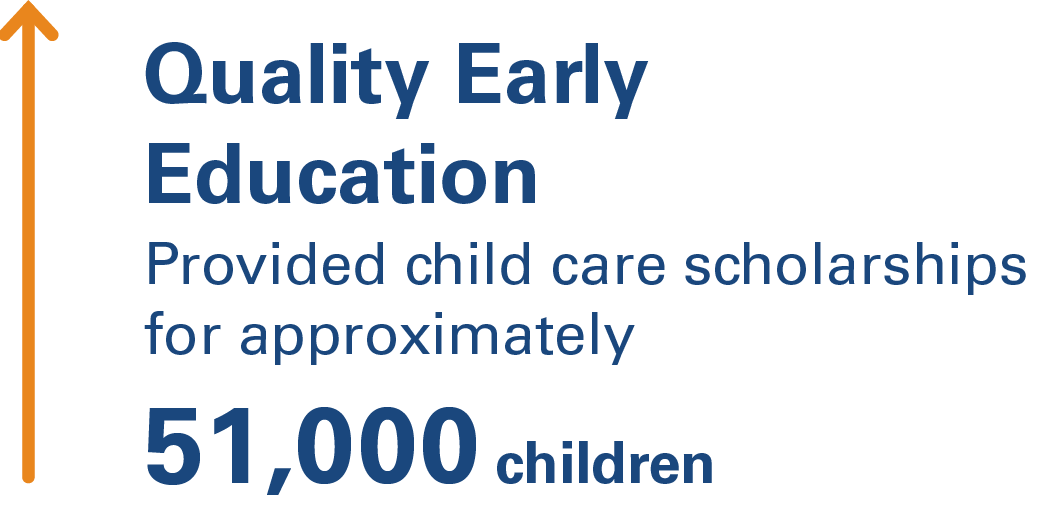 Quality Early
Education
Provided child care scholarships
for approximately
51,000 children